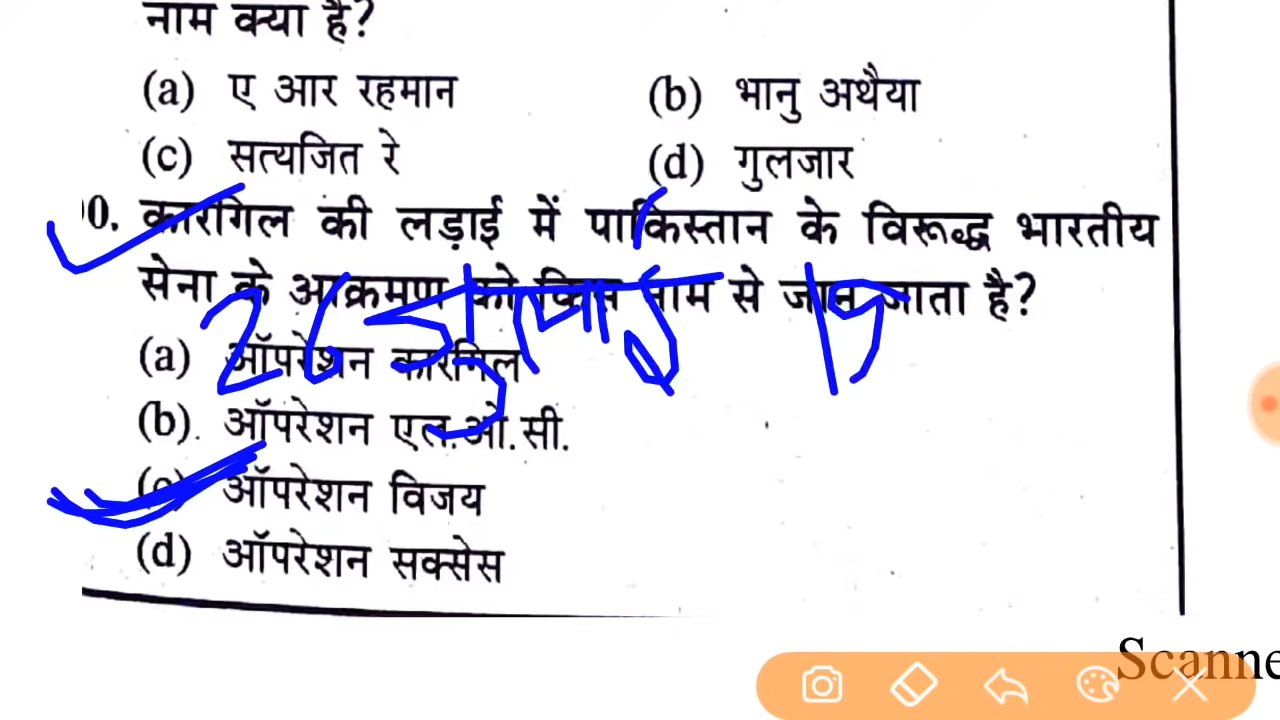 नाम क्या है?
(a) ए आर रहमान (b) भानु अथैया
(c) सत्यजित रे (d) गुलजार
00. कारगिल की लड़ाई में पाकिस्तान के विरूद्ध भारतीय
सेना के आक्रमण को किस नाम से जाना जाता है?
26 जुलाई 19
(a) ऑपरेशन कारगिल
(b). ऑपरेशन एल.ओ.सी.
(c) ऑपरेशन विजय
(d) ऑपरेशन सक्सेस
Scanne